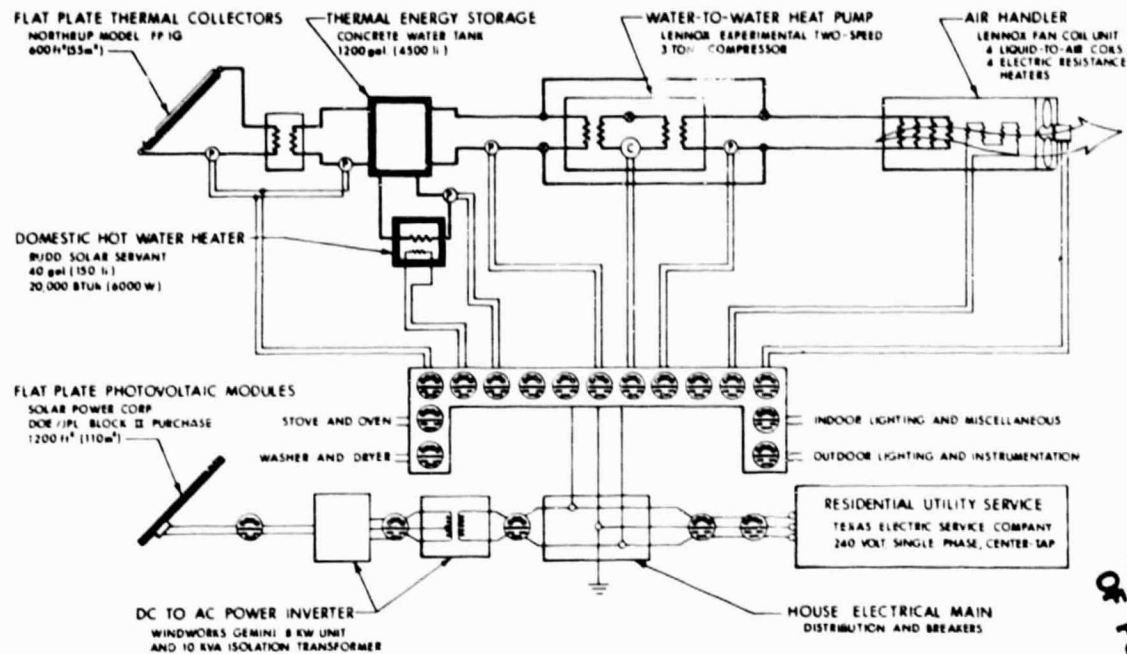 FLAT PLATE THERMAL COLLECTORS
NORTHRUP MODEL FP 1G
600 ft² (55m²)
THERMAL ENERGY STORAGE
CONCRETE WATER TANK
1200 gal. (4500 li)
WATER-TO-WATER HEAT PUMP
LENNOX EXPERIMENTAL TWO-SPEED
3 TON COMPRESSOR
AIR HANDLER
LENNOX FAN COIL UNIT
4 LIQUID-TO-AIR COILS
4 ELECTRIC RESISTANCE
HEATERS
P
P
P
C
P
P
DOMESTIC HOT WATER HEATER
RUDD SOLAR SERVANT
40 gal (150 li)
20,000 BTUh (6000 W)
FLAT PLATE PHOTOVOLTAIC MODULES
SOLAR POWER CORP
DOE/JPL BLOCK II PURCHASE
1200 ft² (110m²)
STOVE AND OVEN
WASHER AND DRYER
INDOOR LIGHTING AND MISCELLANEOUS
OUTDOOR LIGHTING AND INSTRUMENTATION
RESIDENTIAL UTILITY SERVICE
TEXAS ELECTRIC SERVICE COMPANY
240 VOLT, SINGLE PHASE, CENTER-TAP
DC TO AC POWER INVERTER
WINDWORKS GEMINI 8 KW UNIT
AND 10 KVA ISOLATION TRANSFORMER
HOUSE ELECTRICAL MAIN
DISTRIBUTION AND BREAKERS
OF